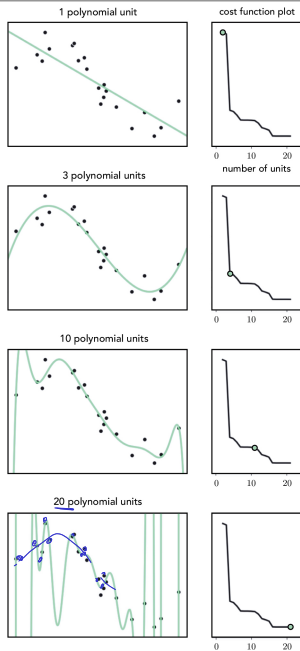 1 polynomial unit
cost function plot
0 10 20
number of units
3 polynomial units
0 10 20
10 polynomial units
0 10 20
20 polynomial units
0 10 20